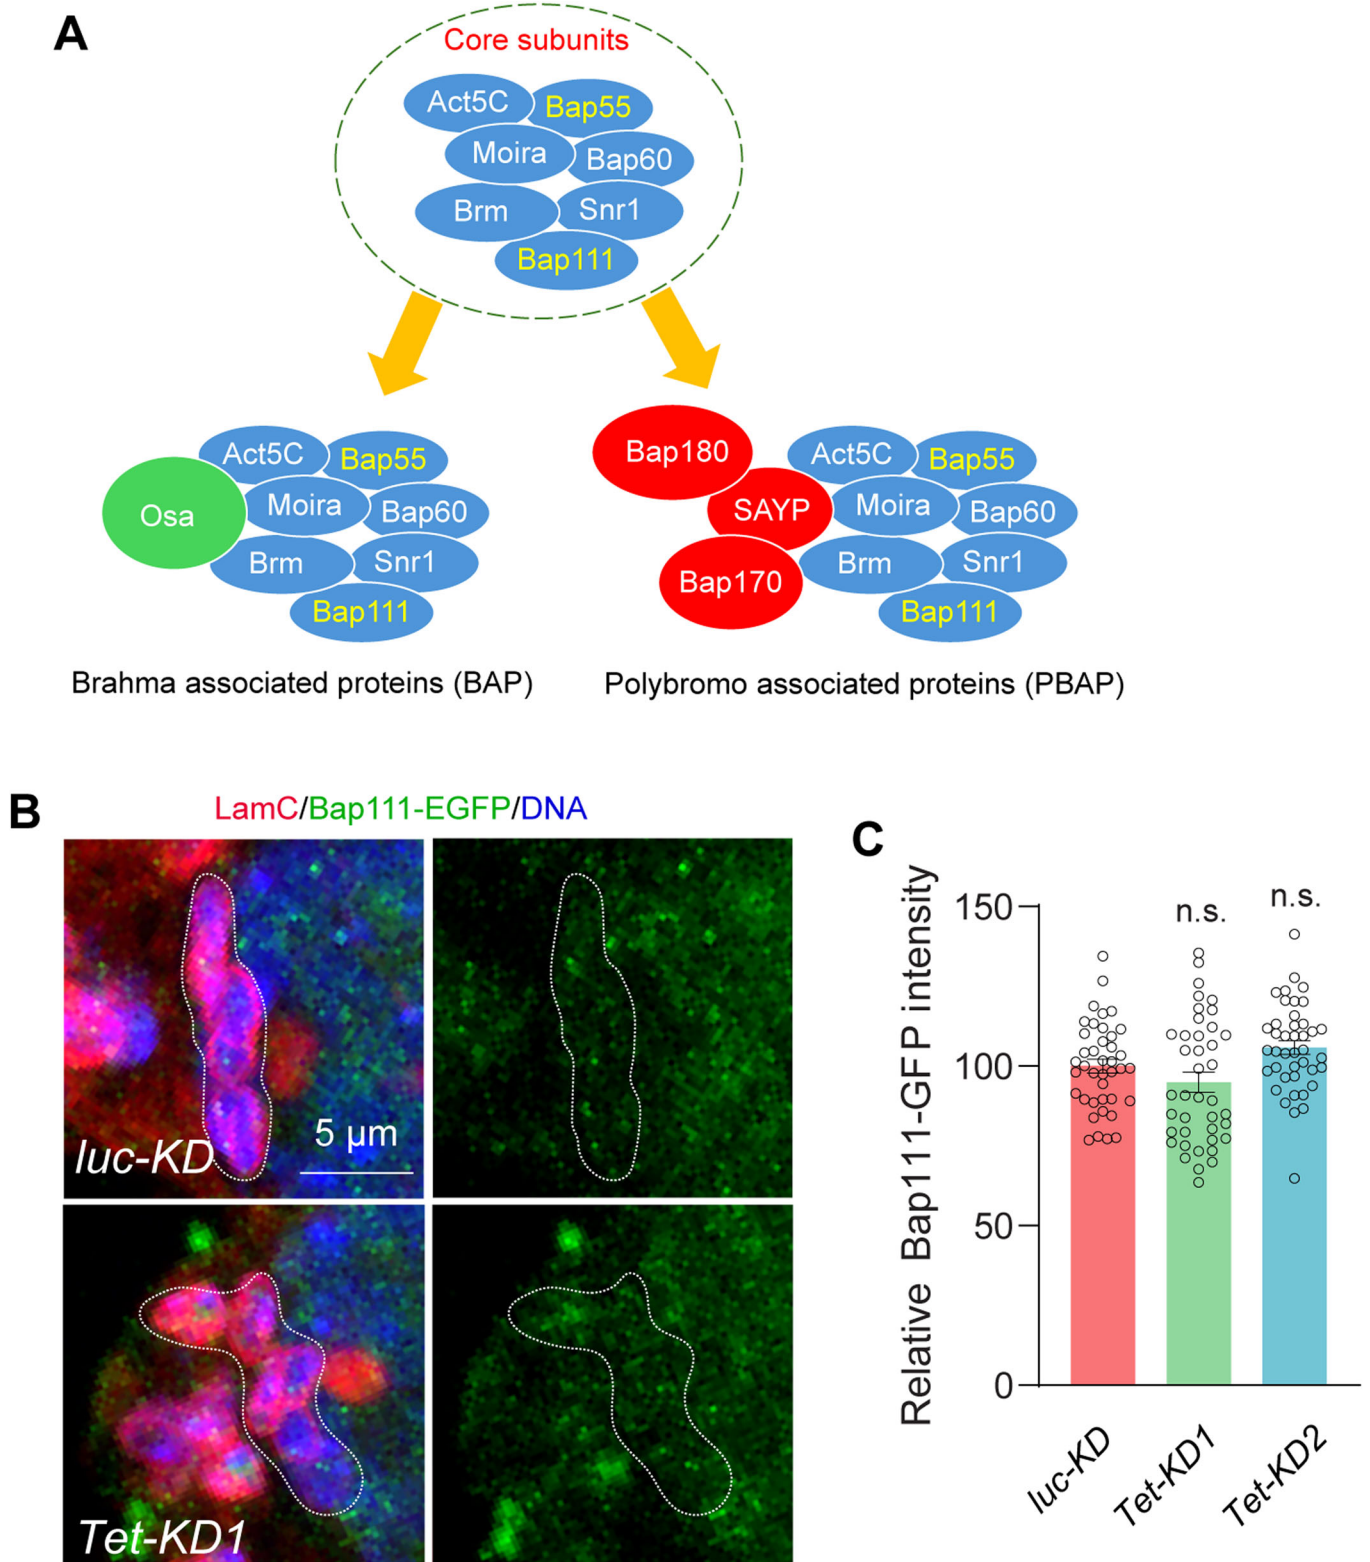 A
Core subunits
Act5C
Bap55
Moira
Bap60
Brm
Snr1
Bap111
Act5C
Bap55
Osa
Moira
Bap60
Brm
Snr1
Bap111
Bap180
Act5C
Bap55
SAYP
Moira
Bap60
Bap170
Brm
Snr1
Bap111
Brahma associated proteins (BAP)
Polybromo associated proteins (PBAP)
B
LamC/Bap111-EGFP/DNA
luc-KD
5 μm
Tet-KD1
C
Relative Bap111-GFP intensity
150
100
50
0
n.s.
n.s.
luc-KD
Tet-KD1
Tet-KD2